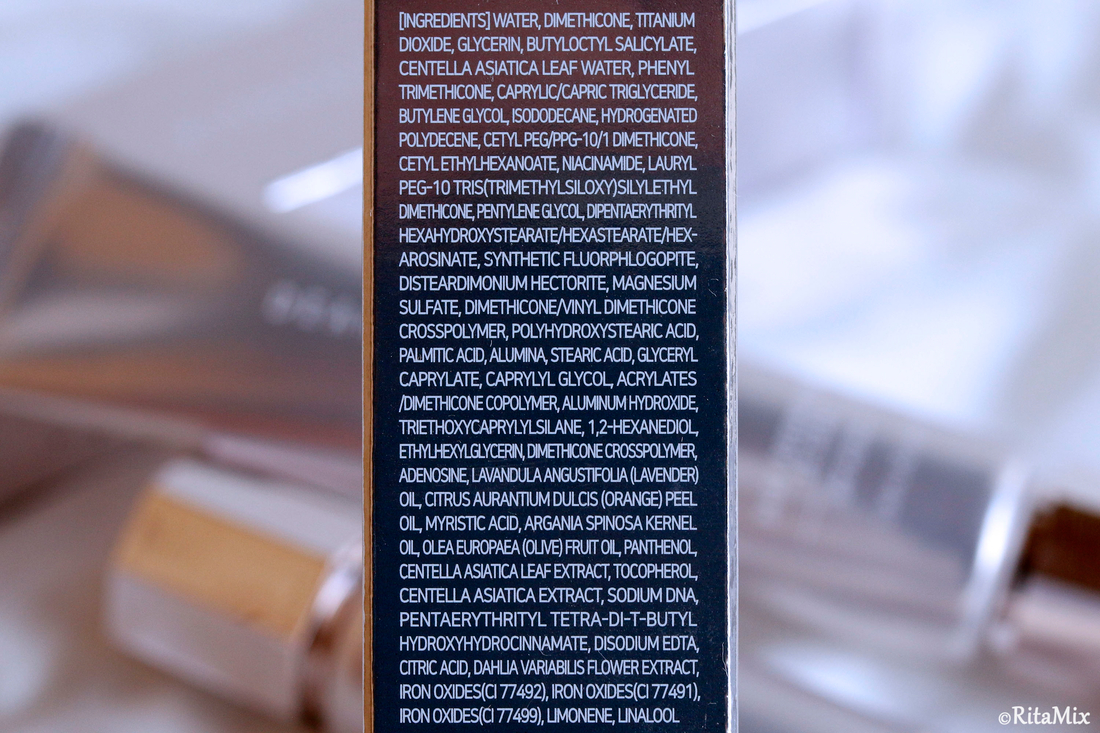 [INGREDIENTS] WATER, DIMETHICONE, TITANIUM
DIOXIDE, GLYCERIN, BUTYLOCTYL SALICYLATE,
CENTELLA ASIATICA LEAF WATER, PHENYL
TRIMETHICONE, CAPRYLIC/CAPRIC TRIGLYCERIDE,
BUTYLENE GLYCOL, ISODODECANE, HYDROGENATED
POLYDECENE, CETYL PEG/PPG-10/1 DIMETHICONE,
CETYL ETHYLHEXANOATE, NIACINAMIDE, LAURYL
PEG-10 TRIS(TRIMETHYLSILOXY)SILYLETHYL
DIMETHICONE, PENTYLENE GLYCOL, DIPENTAERYTHRITYL
HEXAHYDROXYSTEARATE/HEXASTEARATE/HEX-
AROSINATE, SYNTHETIC FLUORPHLOGOPITE,
DISTEARDIMONIUM HECTORITE, MAGNESIUM
SULFATE, DIMETHICONE/VINYL DIMETHICONE
CROSSPOLYMER, POLYHYDROXYSTEARIC ACID,
PALMITIC ACID, ALUMINA, STEARIC ACID, GLYCERYL
CAPRYLATE, CAPRYLYL GLYCOL, ACRYLATES
/DIMETHICONE COPOLYMER, ALUMINUM HYDROXIDE,
TRIETHOXYCAPRYLYLSILANE, 1,2-HEXANEDIOL,
ETHYLHEXYLGLYCERIN, DIMETHICONE CROSSPOLYMER,
ADENOSINE, LAVANDULA ANGUSTIFOLIA (LAVENDER)
OIL, CITRUS AURANTIUM DULCIS (ORANGE) PEEL
OIL, MYRISTIC ACID, ARGANIA SPINOSA KERNEL
OIL, OLEA EUROPAEA (OLIVE) FRUIT OIL, PANTHENOL,
CENTELLA ASIATICA LEAF EXTRACT, TOCOPHEROL,
CENTELLA ASIATICA EXTRACT, SODIUM DNA,
PENTAERYTHRITYL TETRA-DI-T-BUTYL
HYDROXYHYDROCINNAMATE, DISODIUM EDTA,
CITRIC ACID, DAHLIA VARIABILIS FLOWER EXTRACT,
IRON OXIDES(CI 77492), IRON OXIDES(CI 77491),
IRON OXIDES(CI 77499), LIMONENE, LINALOOL
©RitaMix